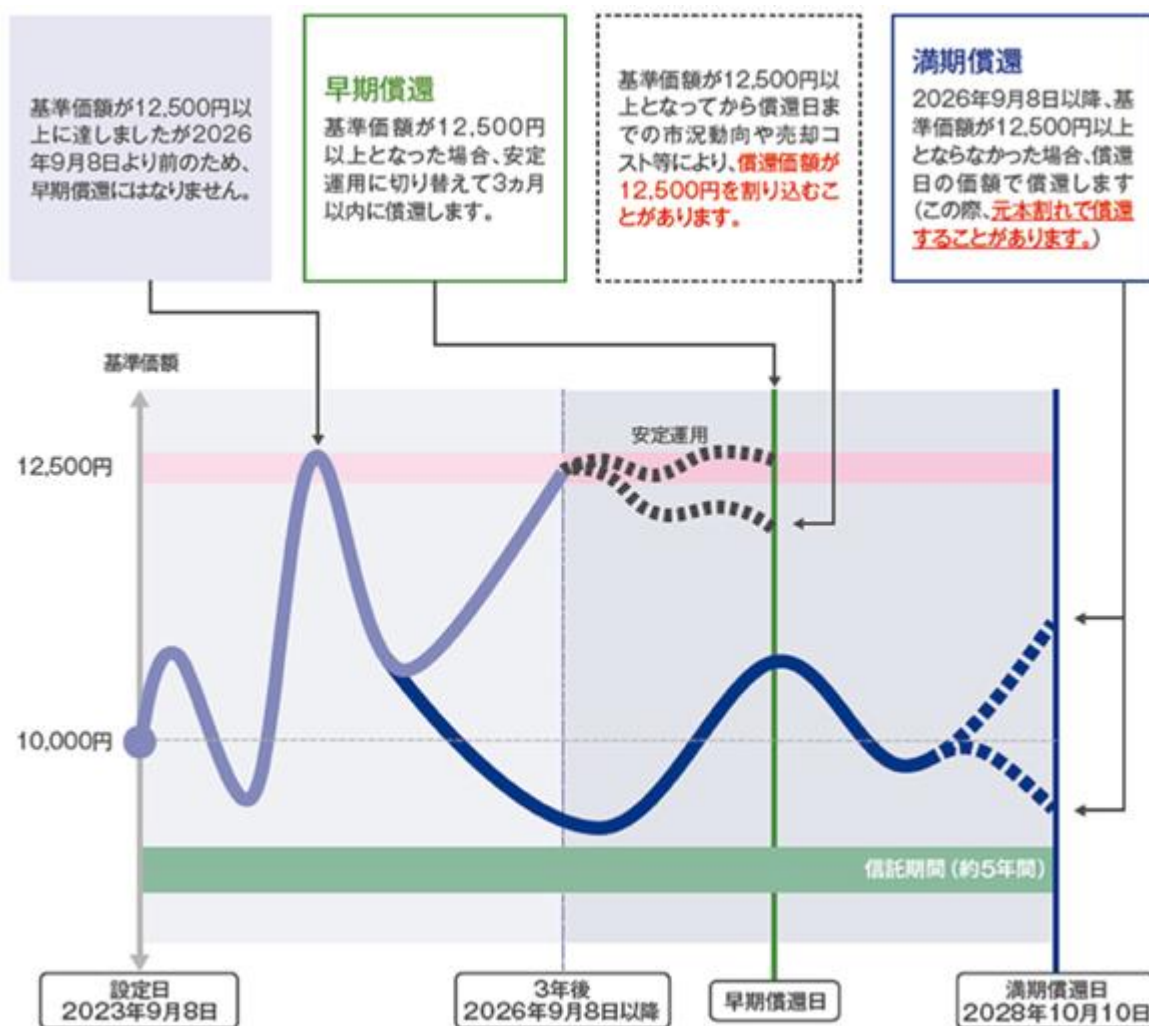 基準価額が12,500円以
上に達しましたが2026
年9月8日より前のため、
早期償還にはなりません。
早期償還
基準価額が12,500円
以上となった場合、安定
運用に切り替えて3ヵ月
以内に償還します。
基準価額が12,500円以
上となってから償還日ま
での市況動向や売却コ
スト等により、償還価額が
12,500円を割り込むこ
とがあります。
満期償還
2026年9月8日以降、基
準価額が12,500円以上
とならなかった場合、償還
日の価額で償還します
(この際、元本割れで償還
することがあります。)
基準価額
安定運用
12,500円
10,000円
信託期間(約5年間)
設定日
2023年9月8日
3年後
2026年9月8日以降
早期償還日
満期償還日
2028年10月10日